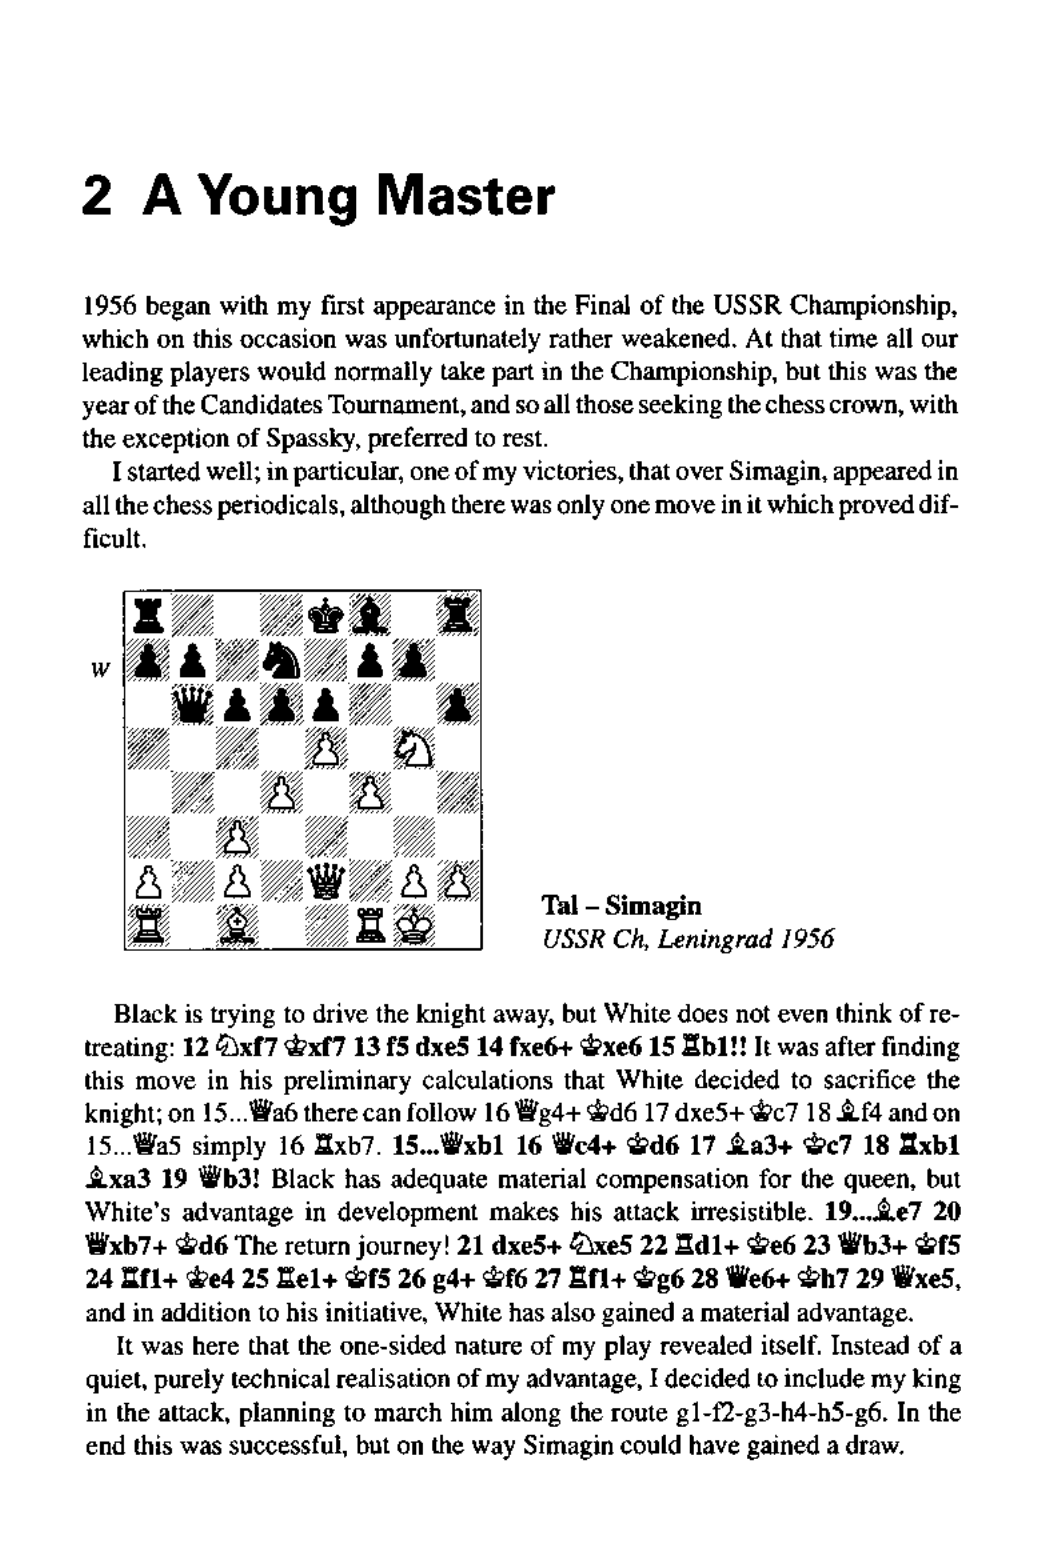 2 A Young Master
1956 began with my first appearance in the Final of the USSR Championship,
which on this occasion was unfortunately rather weakened. At that time all our
leading players would normally take part in the Championship, but this was the
year of the Candidates Tournament, and so all those seeking the chess crown, with
the exception of Spassky, preferred to rest.
I started well; in particular, one of my victories, that over Simagin, appeared in
all the chess periodicals, although there was only one move in it which proved dif-
ficult.
W
Tal – Simagin
USSR Ch, Leningrad 1956
Black is trying to drive the knight away, but White does not even think of re-
treating: 12 ♘xf7 ♔xf7 13 f5 dxe5 14 fxe6+ ♔xe6 15 ♖b1!! It was after finding
this move in his preliminary calculations that White decided to sacrifice the
knight; on 15...♕a6 there can follow 16 ♕g4+ ♔d6 17 dxe5+ ♔c7 18 ♗f4 and on
15...♕a5 simply 16 ♖xb7. 15...♕xb1 16 ♕c4+ ♔d6 17 ♗a3+ ♔c7 18 ♖xb1
♗xa3 19 ♕b3! Black has adequate material compensation for the queen, but
White's advantage in development makes his attack irresistible. 19...♗e7 20
♕xb7+ ♔d6 The return journey! 21 dxe5+ ♘xe5 22 ♖d1+ ♔e6 23 ♕b3+ ♔f5
24 ♖f1+ ♔e4 25 ♖e1+ ♔f5 26 g4+ ♔f6 27 ♖f1+ ♔g6 28 ♕e6+ ♔h7 29 ♕xe5,
and in addition to his initiative, White has also gained a material advantage.
It was here that the one-sided nature of my play revealed itself. Instead of a
quiet, purely technical realisation of my advantage, I decided to include my king
in the attack, planning to march him along the route g1-f2-g3-h4-h5-g6. In the
end this was successful, but on the way Simagin could have gained a draw.